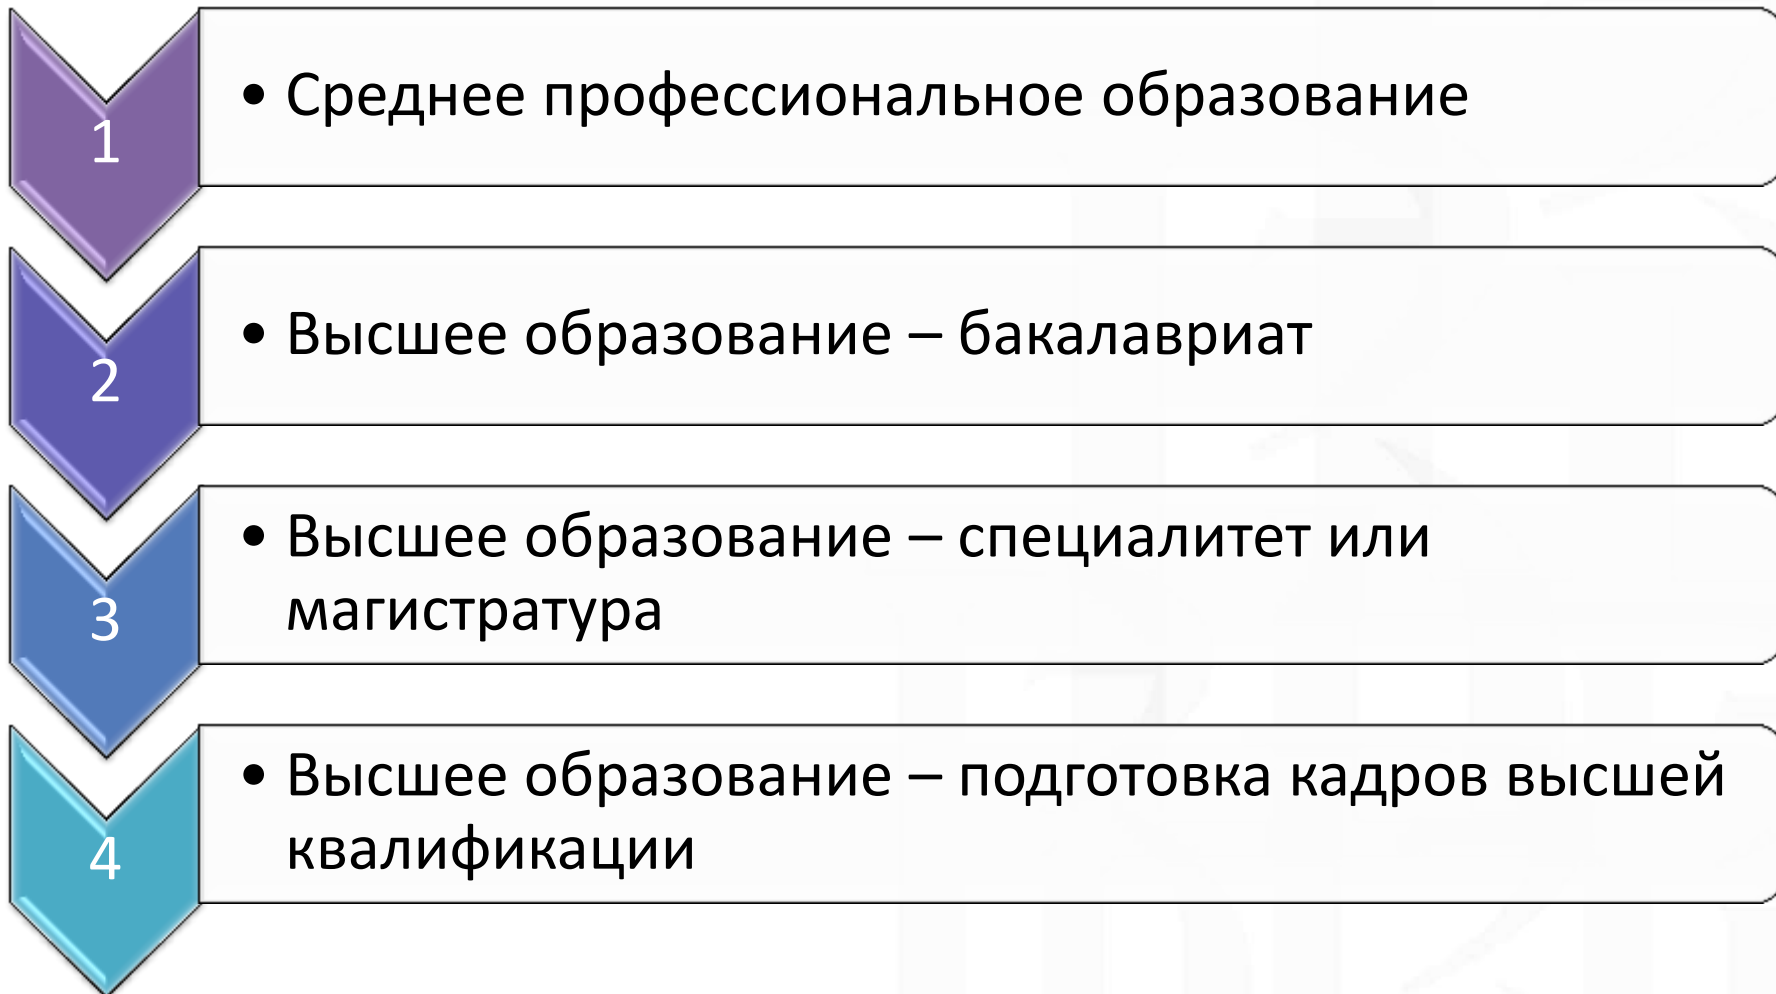 1
• Среднее профессиональное образование
2
• Высшее образование – бакалавриат
3
• Высшее образование – специалитет или
магистратура
4
• Высшее образование – подготовка кадров высшей
квалификации